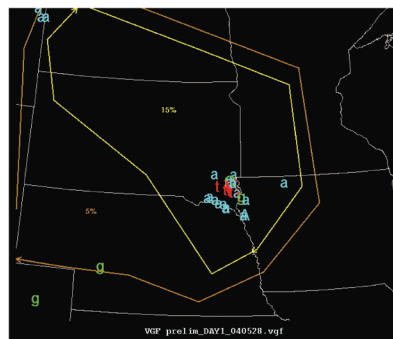 a
a a
15%
a a
t a
g a
t
a
a
a a a a
g a
A
5%
g
g
VGF prelim_DAY1_040528.vgf